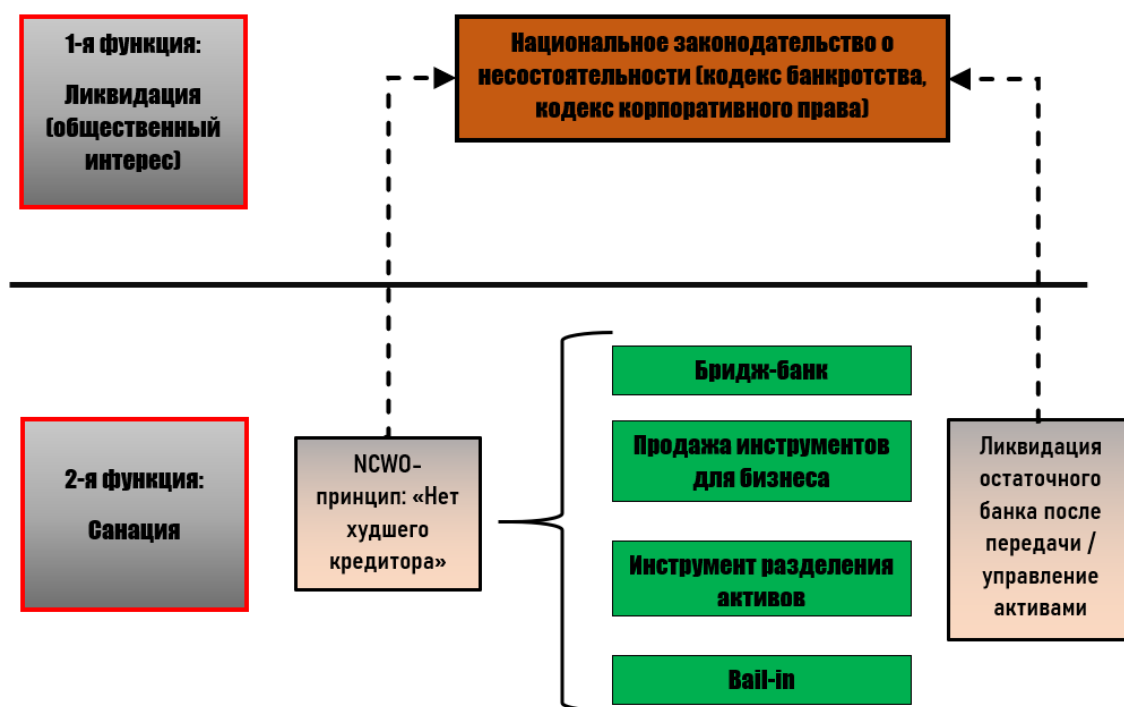 1-я функция:
Ликвидация
(общественный
интерес)
Национальное законодательство о
несостоятельности (кодекс банкротства,
кодекс корпоративного права)
2-я функция:
Санация
NCWO-
принцип: «Нет
худшего
кредитора»
Бридж-банк
Продажа инструментов
для бизнеса
Инструмент разделения
активов
Bail-in
Ликвидация
остаточного
банка после
передачи /
управление
активами